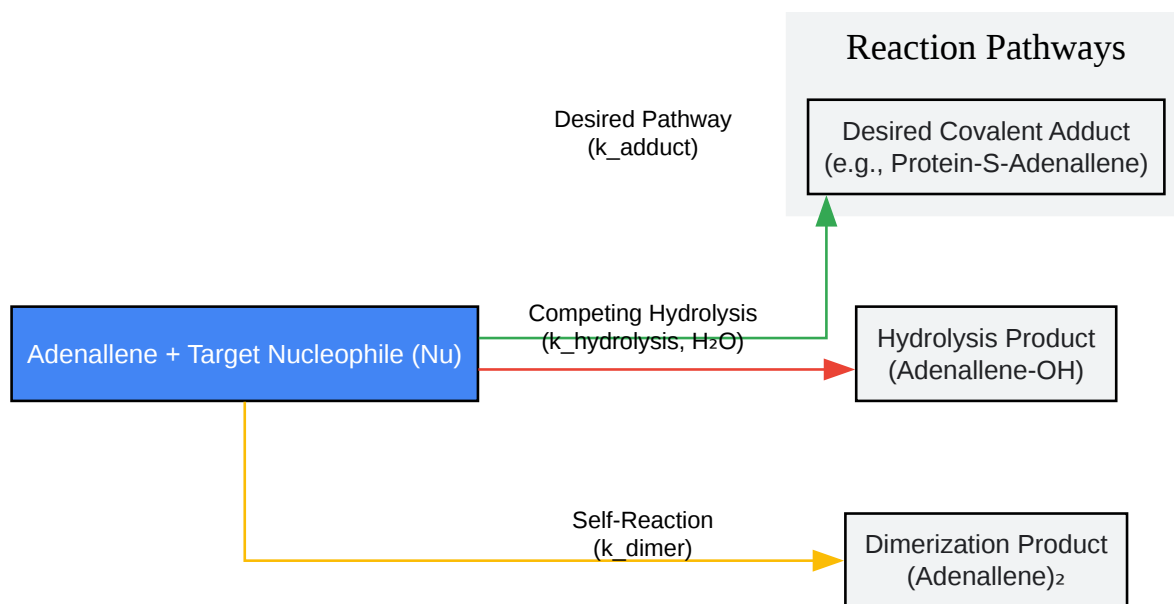 Reaction Pathways
Desired Pathway
(k_adduct)
Desired Covalent Adduct
(e.g., Protein-S-Adenallene)
Adenallene + Target Nucleophile (Nu)
Competing Hydrolysis
(k_hydrolysis, H₂O)
Hydrolysis Product
(Adenallene-OH)
Self-Reaction
(k_dimer)
Dimerization Product
(Adenallene)₂